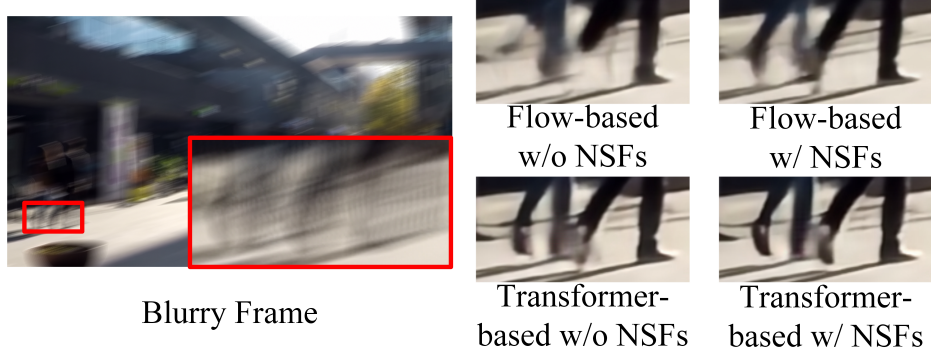 Flow-based
w/o NSFs
Flow-based
w/ NSFs
Blurry Frame
Transformer-
based w/o NSFs
Transformer-
based w/ NSFs